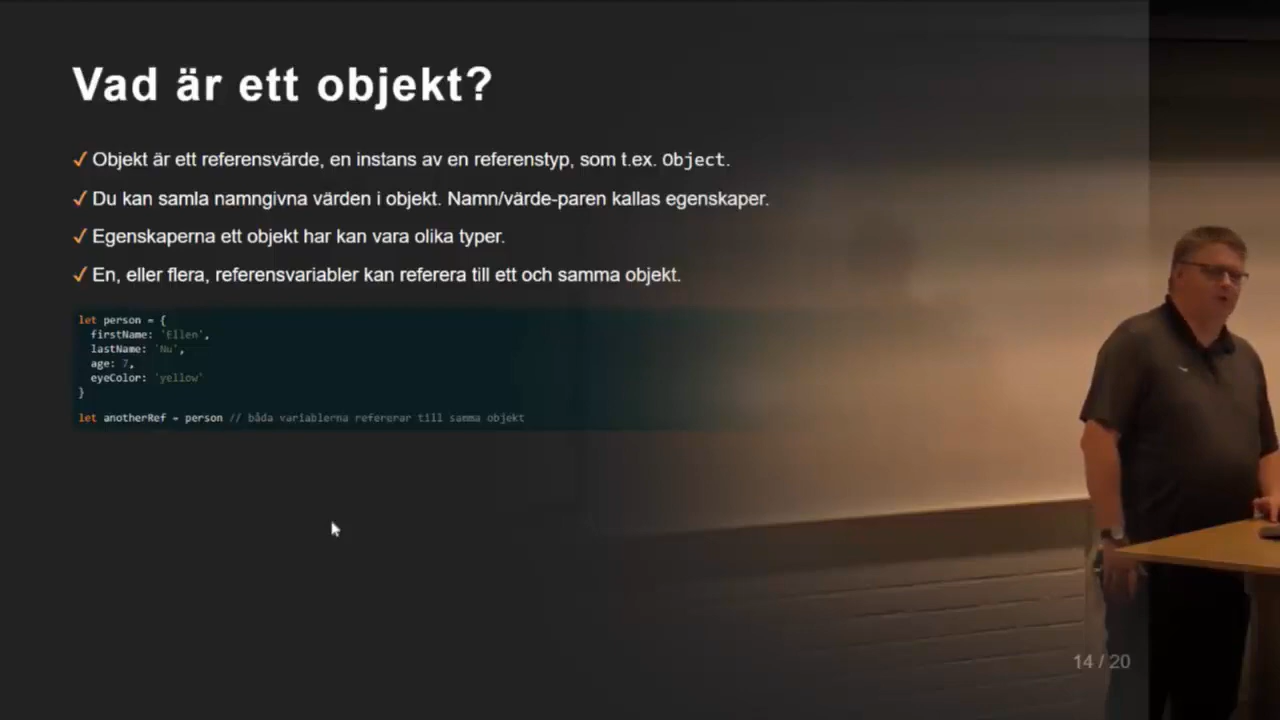 Vad är ett objekt?
✓ Objekt är ett referensvärde, en instans av en referenstyp, som t.ex. Object.
✓ Du kan samla namngivna värden i objekt. Namn/värde-paren kallas egenskaper.
✓ Egenskaperna ett objekt har kan vara olika typer.
✓ En, eller flera, referensvariabler kan referera till ett och samma objekt.
let person = {
firstName: 'Ellen',
lastName: 'Nu',
age: 7,
eyeColor: 'yellow'
}
let anotherRef = person // båda variablerna refererar till samma objekt
14 / 20